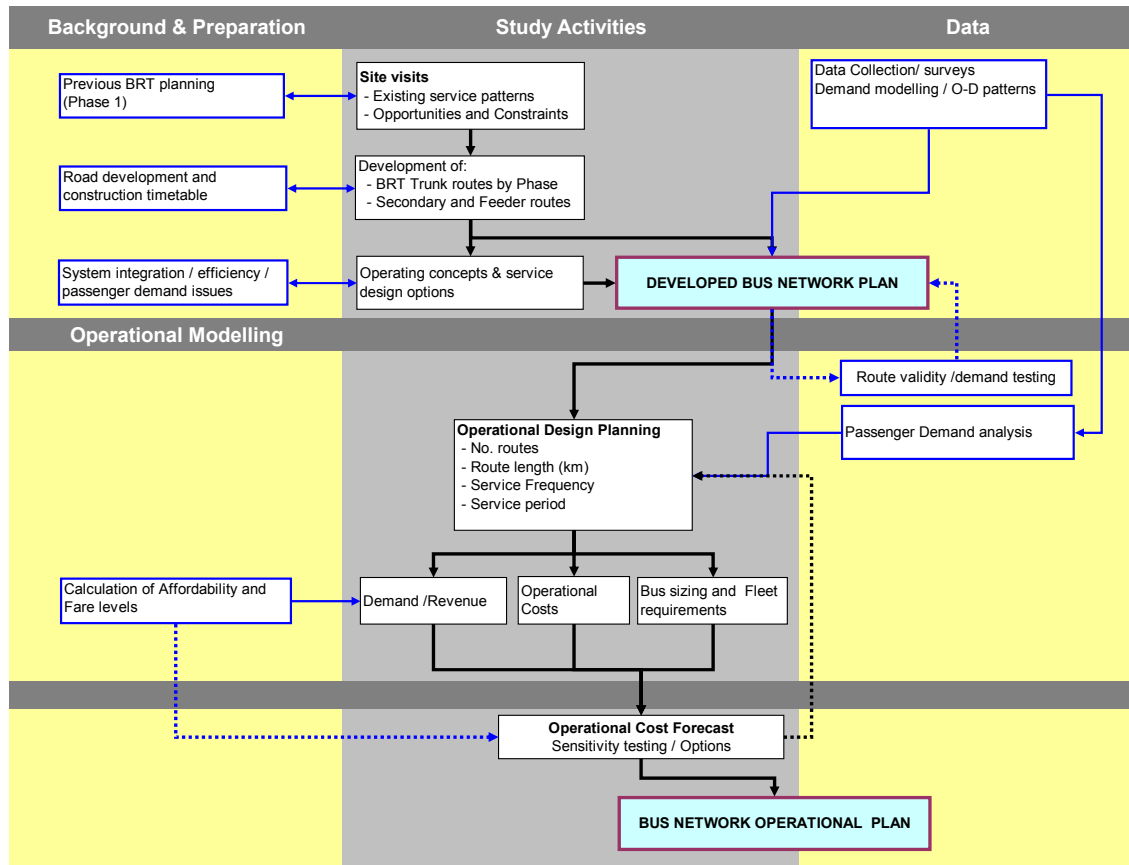 Background & Preparation
Study Activities
Data
Previous BRT planning
(Phase 1)
Site visits
- Existing service patterns
- Opportunities and Constraints
Data Collection/ surveys
Demand modelling / O-D patterns
Road development and
construction timetable
Development of:
- BRT Trunk routes by Phase
- Secondary and Feeder routes
System integration / efficiency /
passenger demand issues
Operating concepts & service
design options
DEVELOPED BUS NETWORK PLAN
Operational Modelling
Route validity /demand testing
Operational Design Planning
- No. routes
- Route length (km)
- Service Frequency
- Service period
Passenger Demand analysis
Calculation of Affordability and
Fare levels
Demand /Revenue
Operational
Costs
Bus sizing and Fleet
requirements
Operational Cost Forecast
Sensitivity testing / Options
BUS NETWORK OPERATIONAL PLAN